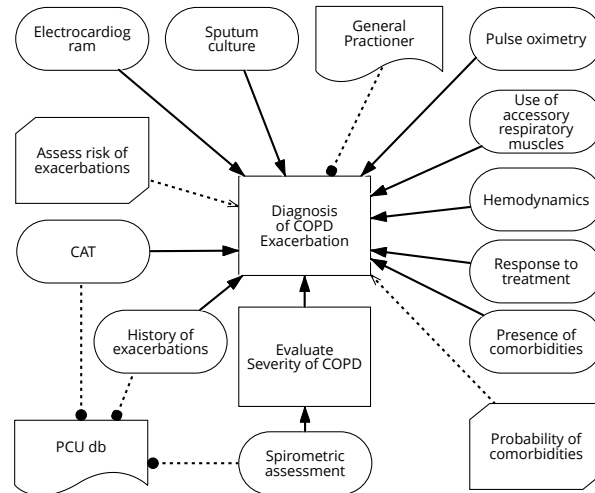 Electrocardiog
ram
Sputum
culture
General
Practioner
Pulse oximetry
Use of
accessory
respiratory
muscles
Assess risk of
exacerbations
Diagnosis
of COPD
Exacerbation
Hemodynamics
CAT
Response to
treatment
History of
exacerbations
Evaluate
Severity of COPD
Presence of
comorbidities
PCU db
Spirometric
assessment
Probability of
comorbidities